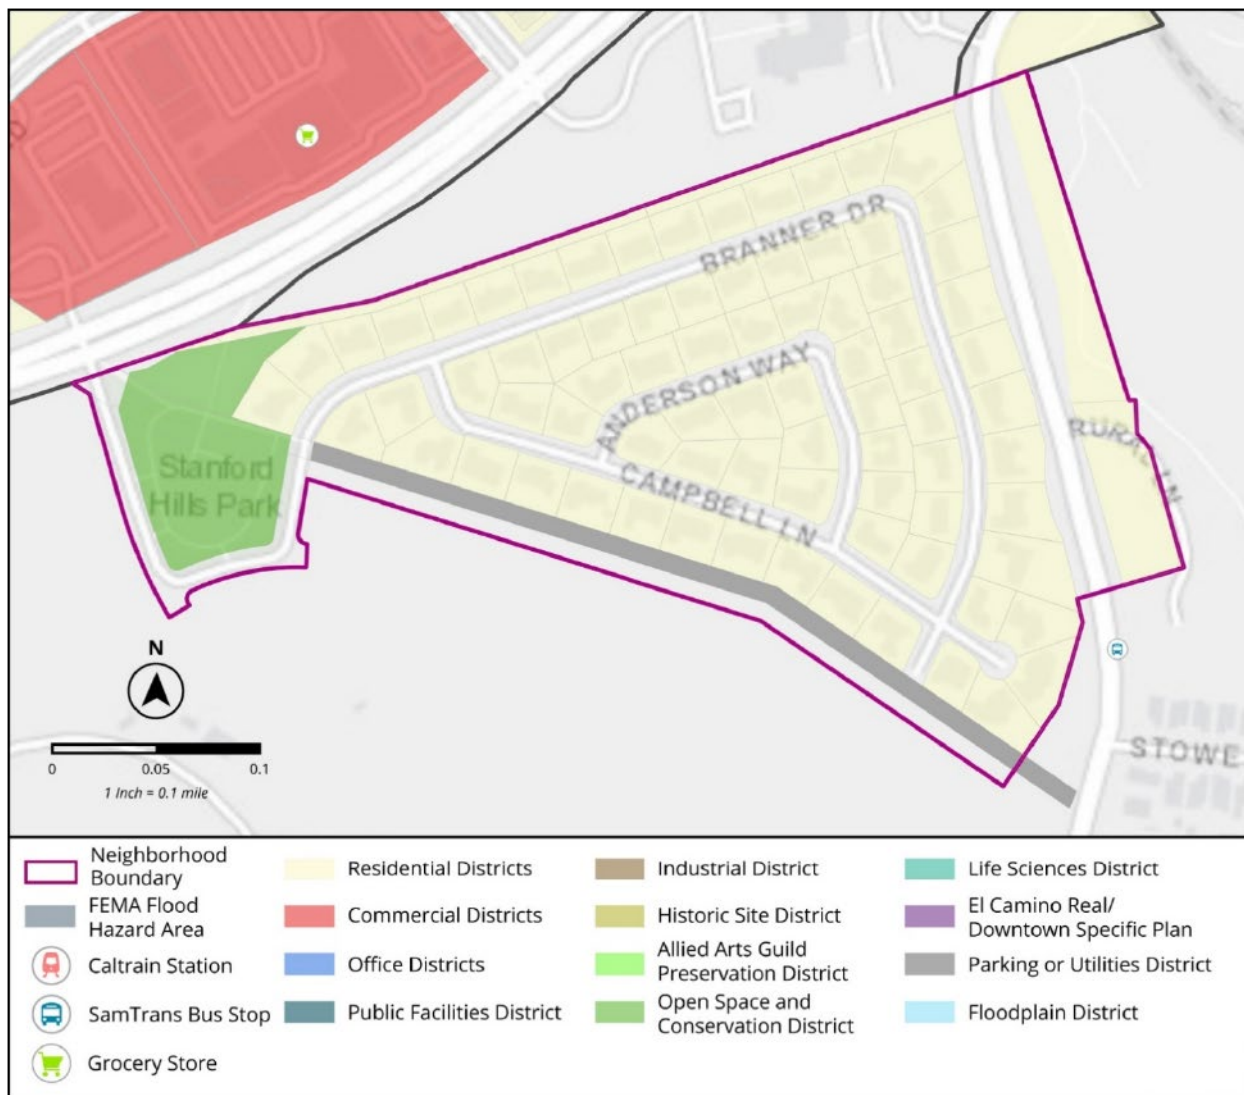 BRANNER DR
ANDERSON WAY
RURAL LN
Stanford
Hills Park
CAMPBELL LN
N
0 0.05 0.1
1 Inch = 0.1 mile
STOWE
Neighborhood
Boundary
Residential Districts
Industrial District
Life Sciences District
FEMA Flood
Hazard Area
Commercial Districts
Historic Site District
El Camino Real/
Downtown Specific Plan
Caltrain Station
Office Districts
Allied Arts Guild
Preservation District
Parking or Utilities District
SamTrans Bus Stop
Public Facilities District
Open Space and
Conservation District
Floodplain District
Grocery Store